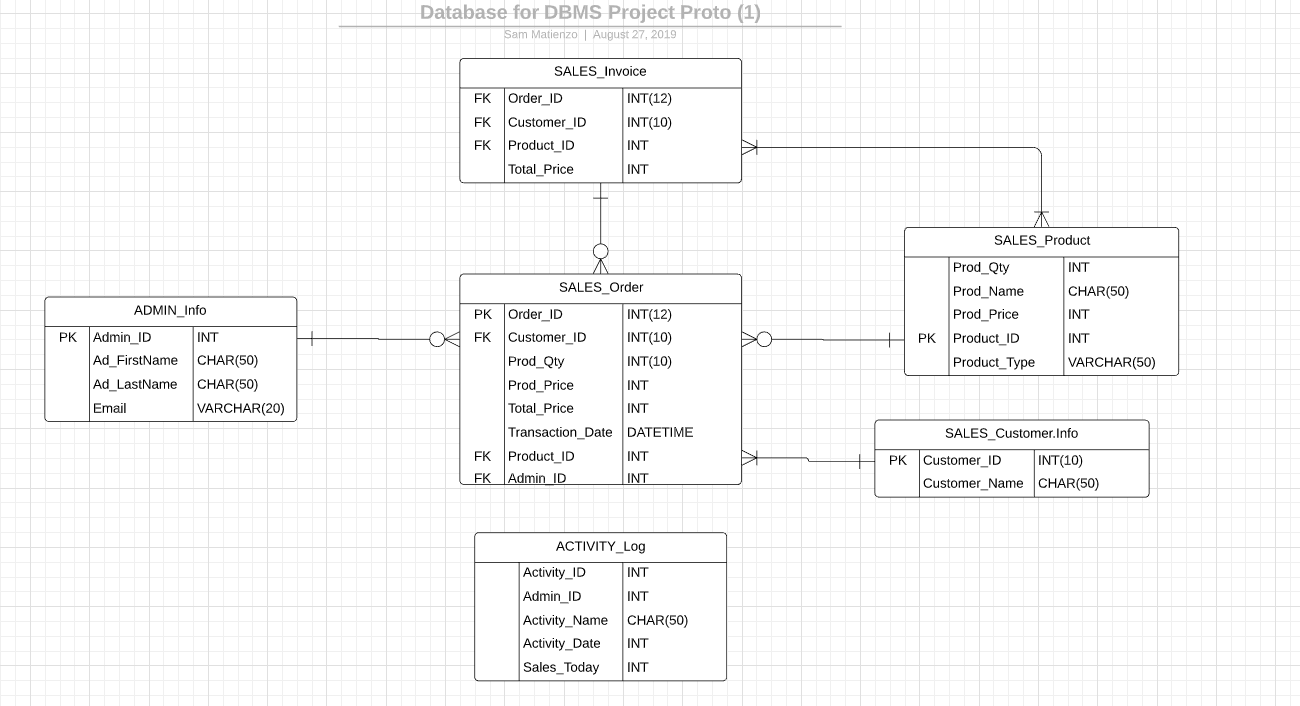 Database for DBMS Project Proto (1)
Sam Matienzo | August 27, 2019
SALES_Invoice
FK Order_ID INT(12)
FK Customer_ID INT(10)
FK Product_ID INT
Total_Price INT
SALES_Product
Prod_Qty INT
Prod_Name CHAR(50)
Prod_Price INT
PK Product_ID INT
Product_Type VARCHAR(50)
SALES_Order
PK Order_ID INT(12)
FK Customer_ID INT(10)
Prod_Qty INT(10)
Prod_Price INT
Total_Price INT
Transaction_Date DATETIME
FK Product_ID INT
FK Admin_ID INT
ADMIN_Info
PK Admin_ID INT
Ad_FirstName CHAR(50)
Ad_LastName CHAR(50)
Email VARCHAR(20)
SALES_Customer.Info
PK Customer_ID INT(10)
Customer_Name CHAR(50)
ACTIVITY_Log
Activity_ID INT
Admin_ID INT
Activity_Name CHAR(50)
Activity_Date INT
Sales_Today INT